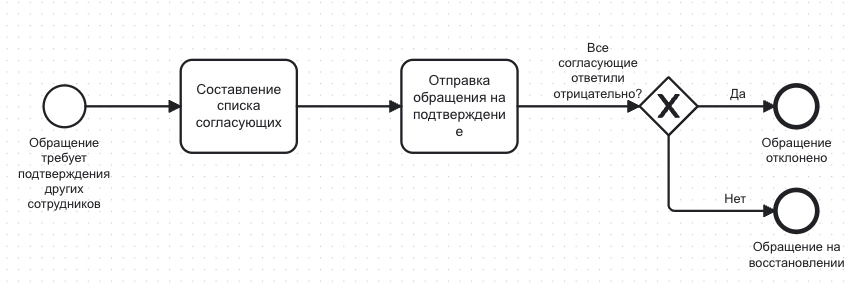 Обращение
требует
подтверждения
других
сотрудников
Составление
списка
согласующих
Отправка
обращения на
подтверждени
е
Все
согласующие
ответили
отрицательно?
Да
Обращение
отклонено
Нет
Обращение на
восстановлении